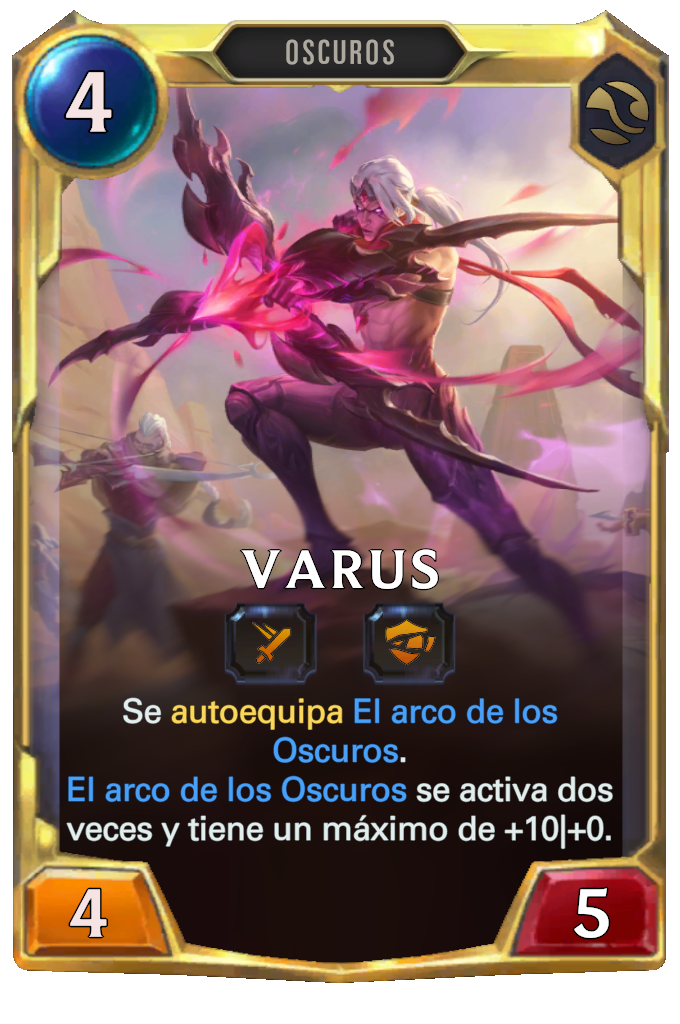 OSCUROS
4
VARUS
Se autoequipa El arco de los
Oscuros.
El arco de los Oscuros se activa dos
veces y tiene un máximo de +10|+0.
4
5